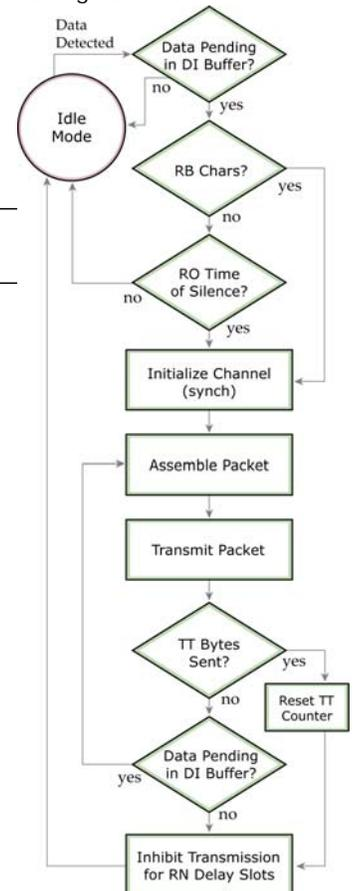 Data
Detected
Data Pending
in DI Buffer?
no
yes
Idle
Mode
RB Chars?
yes
no
RO Time
of Silence?
no
yes
Initialize Channel
(synch)
Assemble Packet
Transmit Packet
TT Bytes
Sent?
yes
no
Reset TT
Counter
Data Pending
in DI Buffer?
yes
no
Inhibit Transmission
for RN Delay Slots